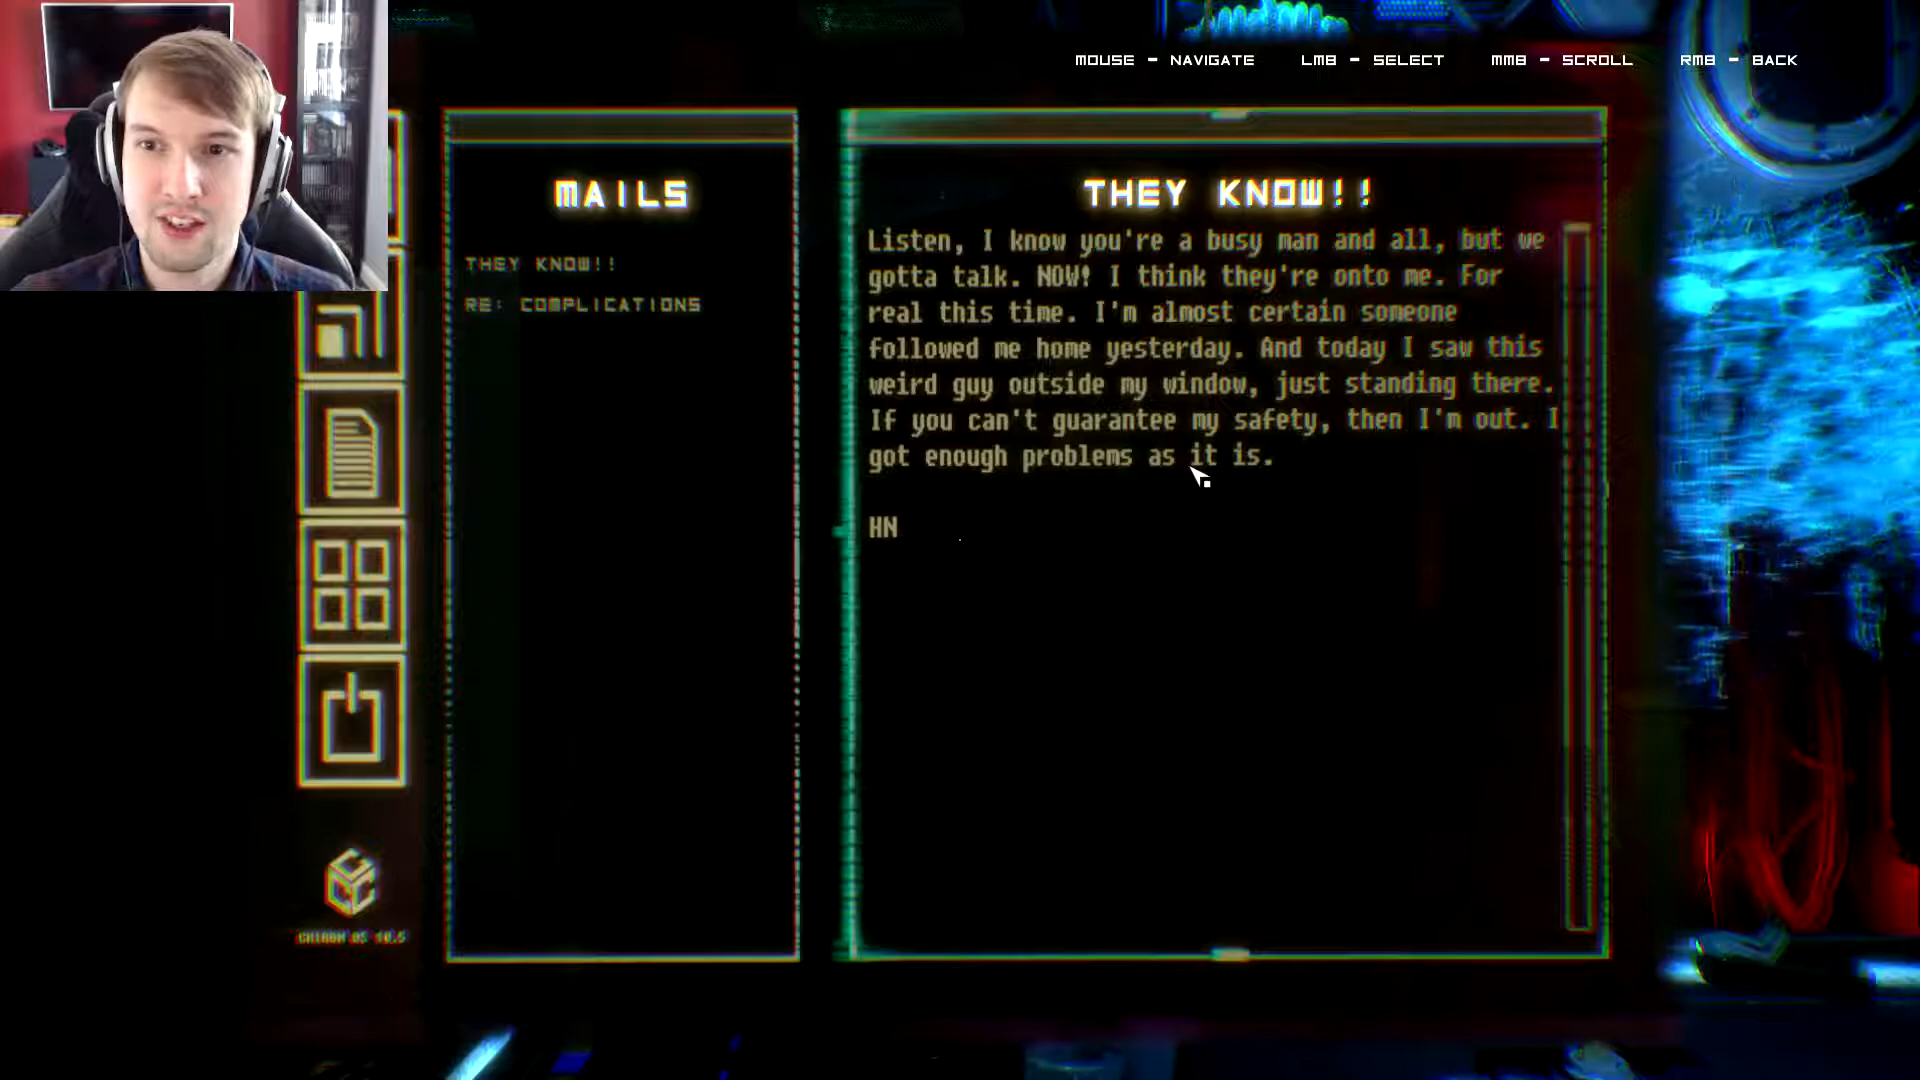 MOUSE - NAVIGATE LMB - SELECT MMB - SCROLL RMB - BACK
MAILS
THEY KNOW!!
RE: COMPLICATIONS
THEY KNOW!!
Listen, I know you're a busy man and all, but we
gotta talk. NOW! I think they're onto me. For
real this time. I'm almost certain someone
followed me home yesterday. And today I saw this
weird guy outside my window, just standing there.
If you can't guarantee my safety, then I'm out. I
got enough problems as it is.
HN